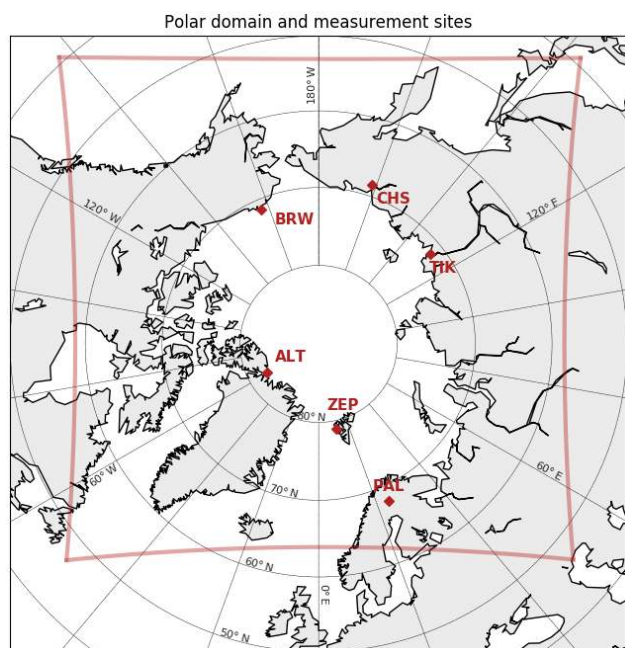 Polar domain and measurement sites
180° W
CHS
BRW
120° W
120° E
TIK
ALT
ZEP
80° N
60° W
60° E
PAL
70° N
60° N
0° E
50° N